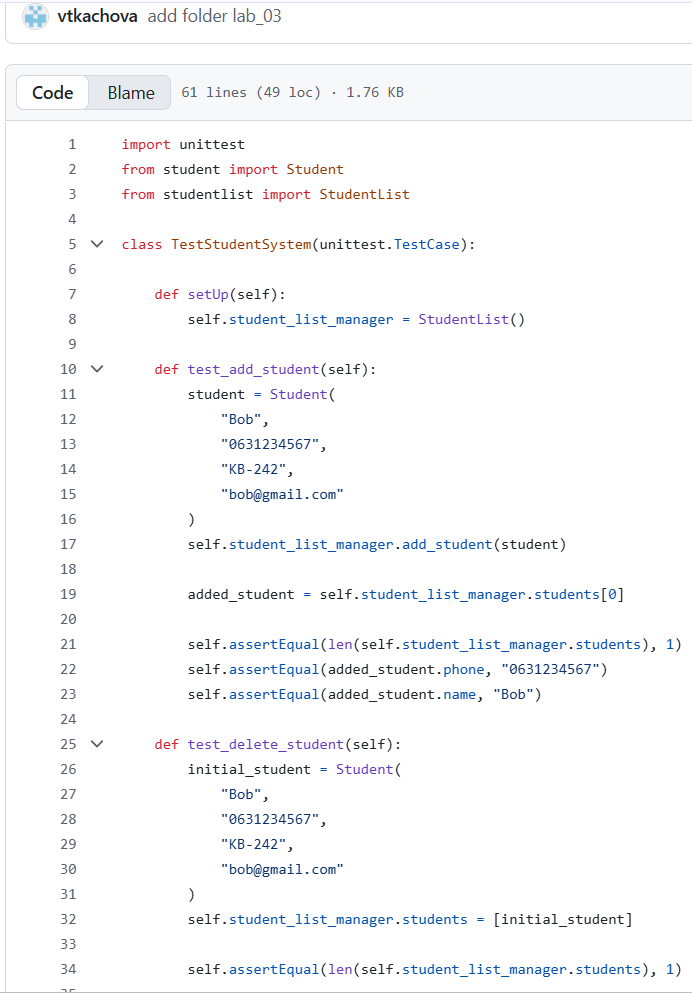 vtkachova add folder lab_03
Code Blame 61 lines (49 loc) · 1.76 KB
1 import unittest
2 from student import Student
3 from studentlist import StudentList
4
5 class TestStudentSystem(unittest.TestCase):
6
7 def setUp(self):
8 self.student_list_manager = StudentList()
9
10 def test_add_student(self):
11 student = Student(
12 "Bob",
13 "0631234567",
14 "KB-242",
15 "bob@gmail.com"
16 )
17 self.student_list_manager.add_student(student)
18
19 added_student = self.student_list_manager.students[0]
20
21 self.assertEqual(len(self.student_list_manager.students), 1)
22 self.assertEqual(added_student.phone, "0631234567")
23 self.assertEqual(added_student.name, "Bob")
24
25 def test_delete_student(self):
26 initial_student = Student(
27 "Bob",
28 "0631234567",
29 "KB-242",
30 "bob@gmail.com"
31 )
32 self.student_list_manager.students = [initial_student]
33
34 self.assertEqual(len(self.student_list_manager.students), 1)